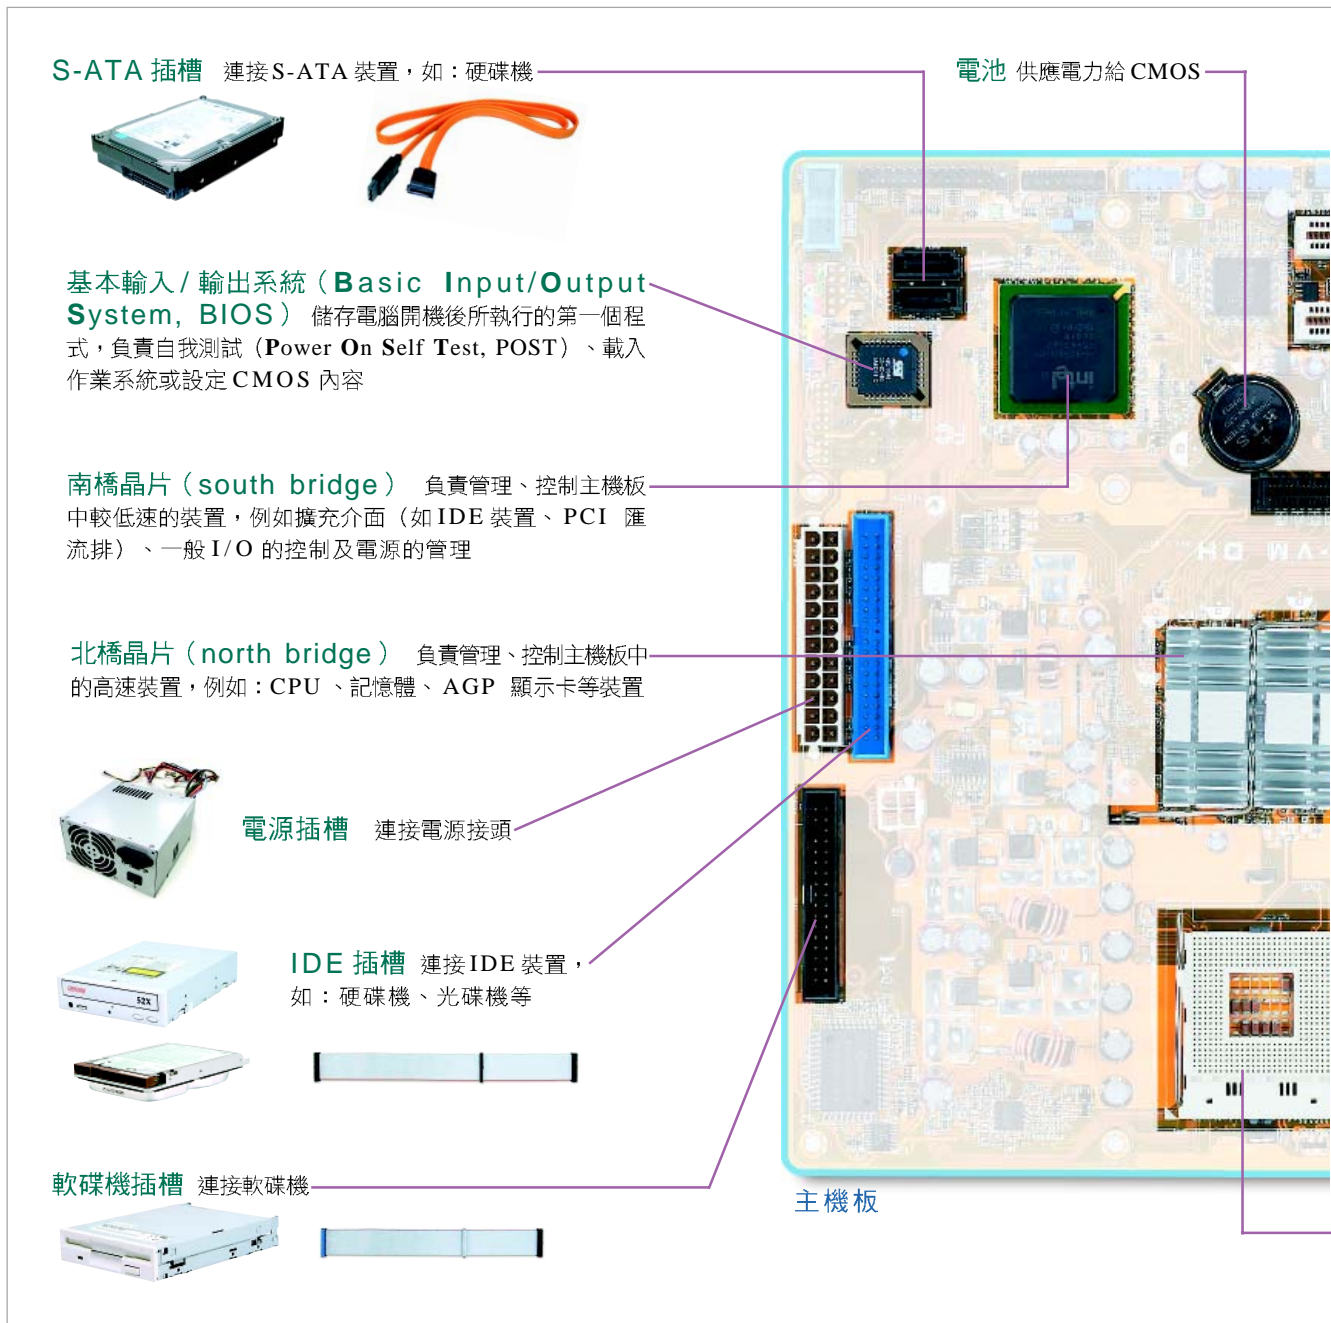 S-ATA 插槽 連接 S-ATA 裝置，如：硬碟機
電池 供應電力給 CMOS
基本輸入 / 輸出系統（Basic Input/Output
System, BIOS） 儲存電腦開機後所執行的第一個程
式，負責自我測試（Power On Self Test, POST）、載入
作業系統或設定 CMOS 內容
南橋晶片（south bridge） 負責管理、控制主機板
中較低速的裝置，例如擴充介面（如 IDE 裝置、PCI 匯
流排）、一般 I/O 的控制及電源的管理
北橋晶片（north bridge） 負責管理、控制主機板中
的高速裝置，例如：CPU 、記憶體、AGP 顯示卡等裝置
電源插槽 連接電源接頭
IDE 插槽 連接 IDE 裝置，
如：硬碟機、光碟機等
52X
軟碟機插槽 連接軟碟機
主機板
intel
KTS